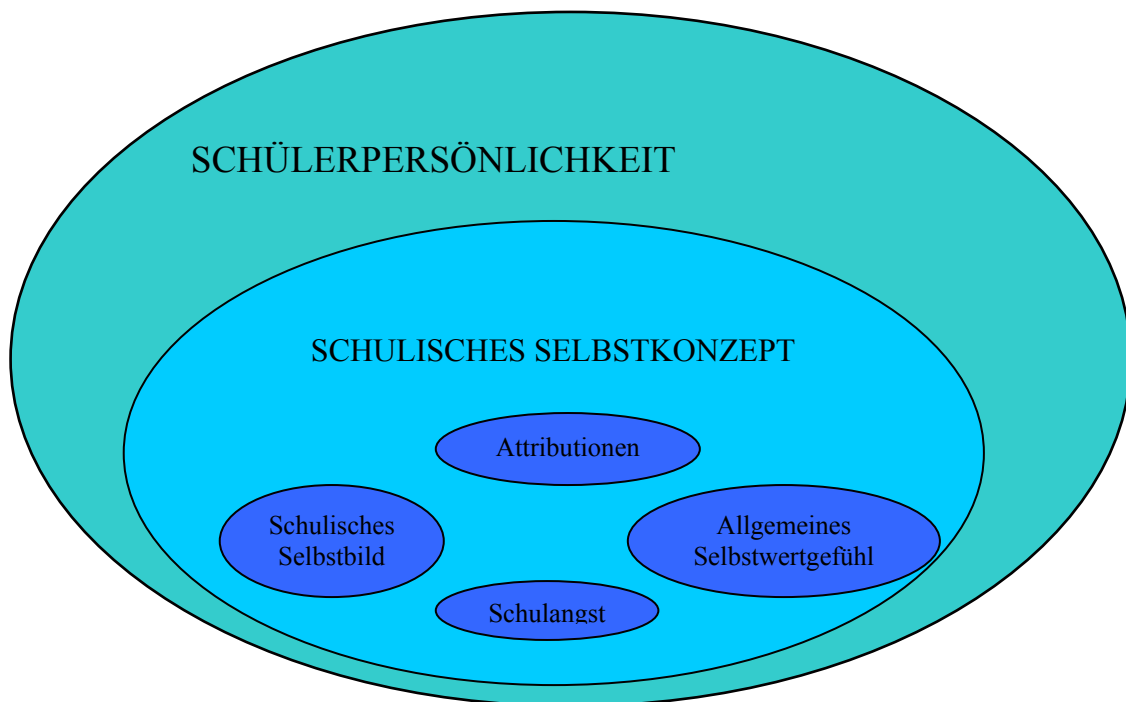 SCHÜLERPERSÖNLICHKEIT
SCHULISCHES SELBSTKONZEPT
Attributionen
Schulisches
Selbstbild
Allgemeines
Selbstwertgefühl
Schulangst